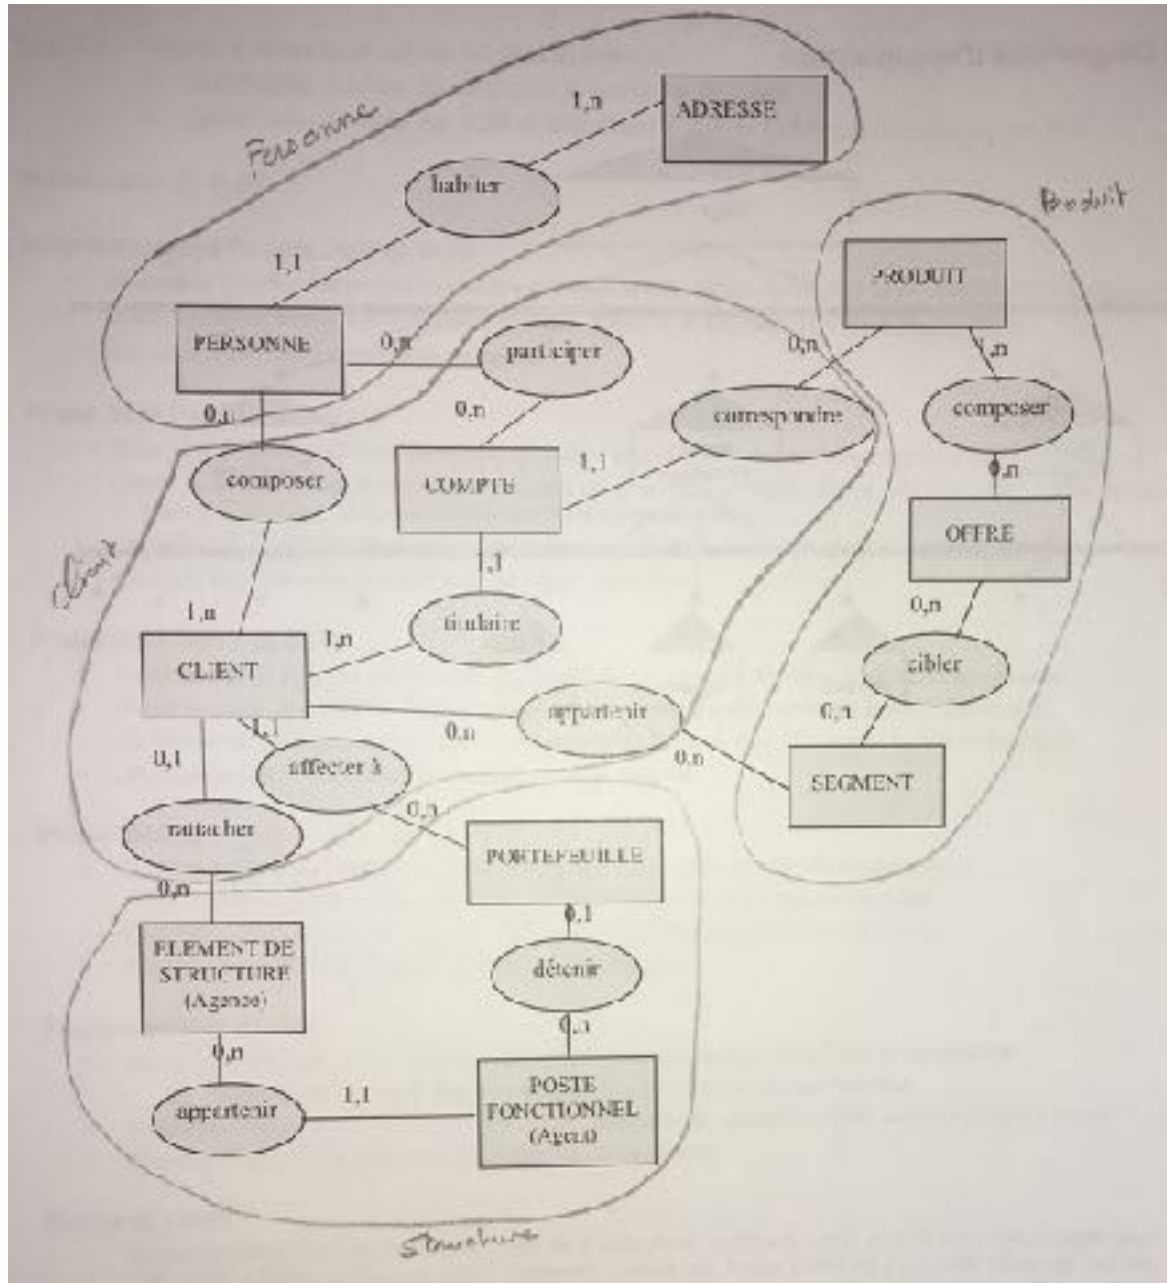 ADRESSE
1,n
Personne
habiter
Produit
1,1
PRODUIT
PERSONNE
0,n
participer
0,n
1,n
0,n
0,n
correspondre
composer
composer
COMPTE
1,1
0,n
OFFRE
Client
1,1
1,n
1,n
titulaire
0,n
CLIENT
cibler
appartenir
0,n
1,1
0,n
0,n
0,1
affecter à
SEGMENT
0,n
rattacher
PORTEFEUILLE
0,n
0,1
ELEMENT DE
STRUCTURE
(Agence)
détenir
0,n
0,n
POSTE
FONCTIONNEL
(Agent)
1,1
appartenir
Structure